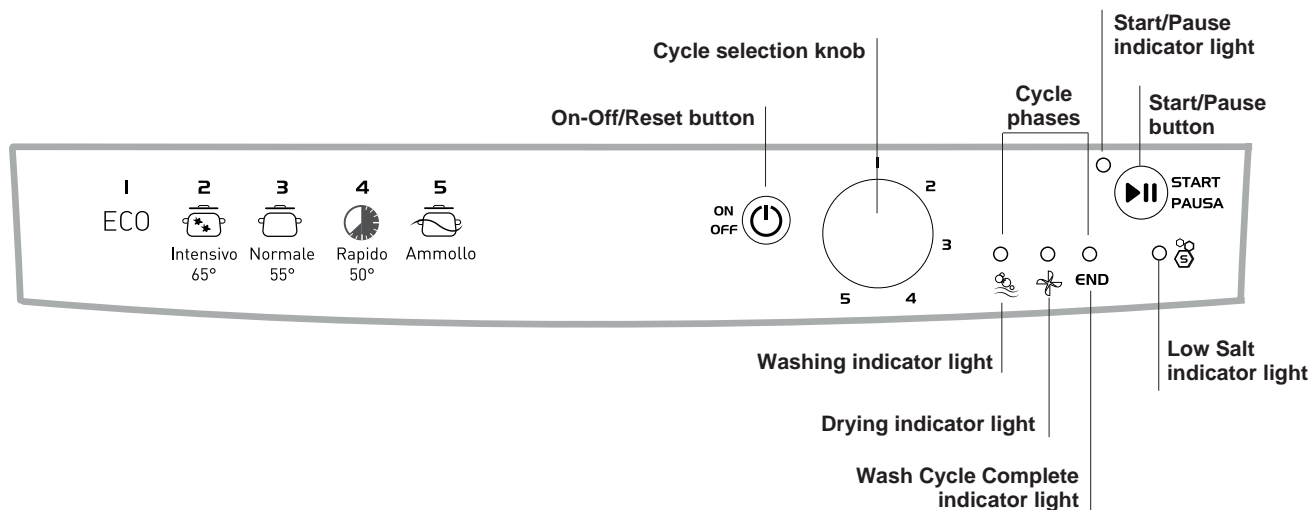 Start/Pause
indicator light
Cycle selection knob
Cycle
phases
Start/Pause
button
On-Off/Reset button
1
ECO
2
Intensivo
65°
3
Normale
55°
4
Rapido
50°
5
Ammollo
ON
OFF
1
2
3
4
5
END
START
PAUSA
S
Washing indicator light
Low Salt
indicator light
Drying indicator light
Wash Cycle Complete
indicator light